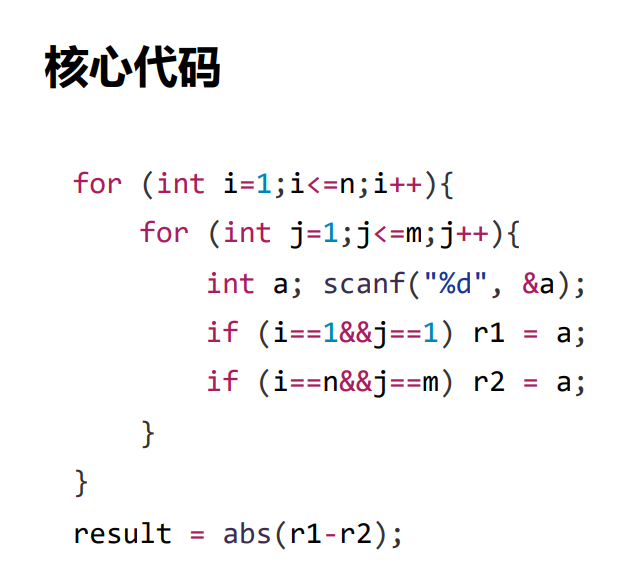 核心代码
for (int i=1;i<=n;i++){
    for (int j=1;j<=m;j++){
        int a; scanf("%d", &a);
        if (i==1&&j==1) r1 = a;
        if (i==n&&j==m) r2 = a;
    }
}
result = abs(r1-r2);